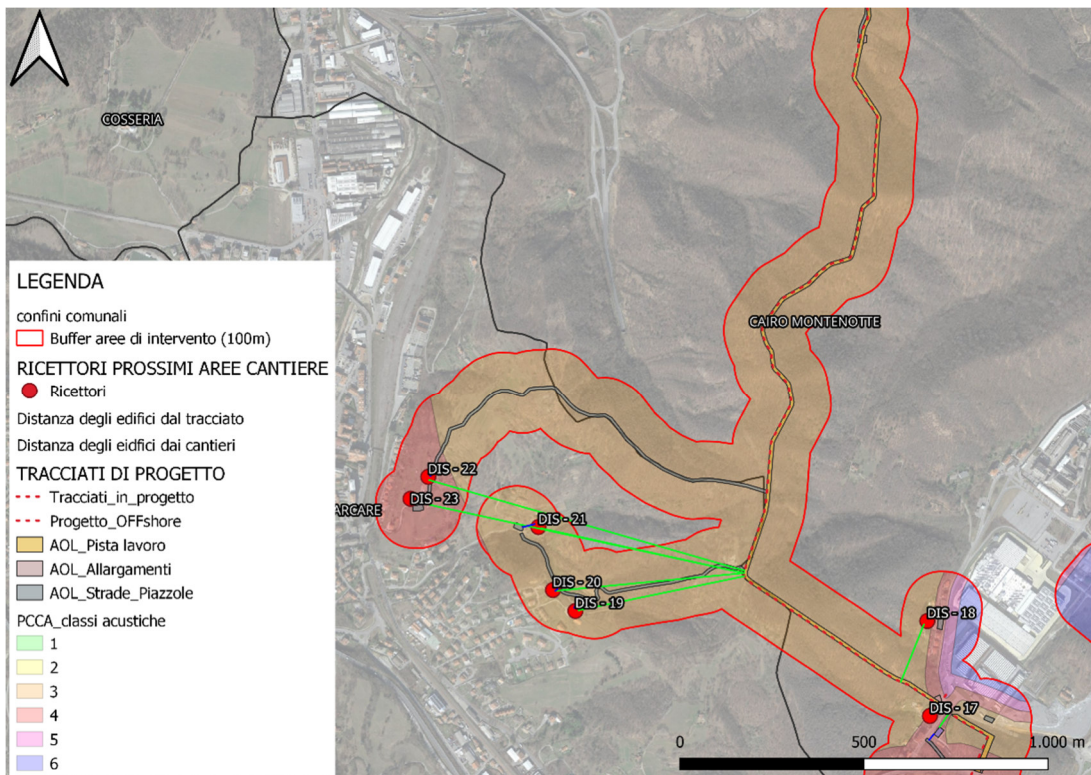 COSSERIA
CAIRO MONTENOTTE
LEGENDA
confini comunali
Buffer aree di intervento (100m)
RICETTORI PROSSIMI AREE CANTIERE
Ricettori
Distanza degli edifici dal tracciato
Distanza degli eidfici dai cantieri
TRACCIATI DI PROGETTO
Tracciati_in_progetto
Progetto_OFFshore
AOL_Pista lavoro
AOL_Allargamenti
AOL_Strade_Piazzole
PCCA_classi acustiche
1
2
3
4
5
6
DIS - 22
DIS - 23
ARCARE
DIS - 21
DIS - 20
DIS - 19
DIS - 18
DIS - 17
0 500 1.000 m